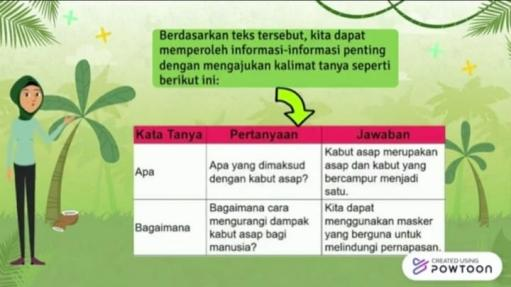 Berdasarkan teks tersebut, kita dapat
memperoleh informasi-informasi penting
dengan mengajukan kalimat tanya seperti
berikut ini:
Kata Tanya Pertanyaan Jawaban
Apa
Apa yang dimaksud
dengan kabut asap?
Kabut asap merupakan
asap dan kabut yang
bercampur menjadi
satu.
Bagaimana
Bagaimana cara
mengurangi dampak
kabut asap bagi
manusia?
Kita dapat
menggunakan masker
yang berguna untuk
melindungi pernapasan.
CREATED USING
POWTOON